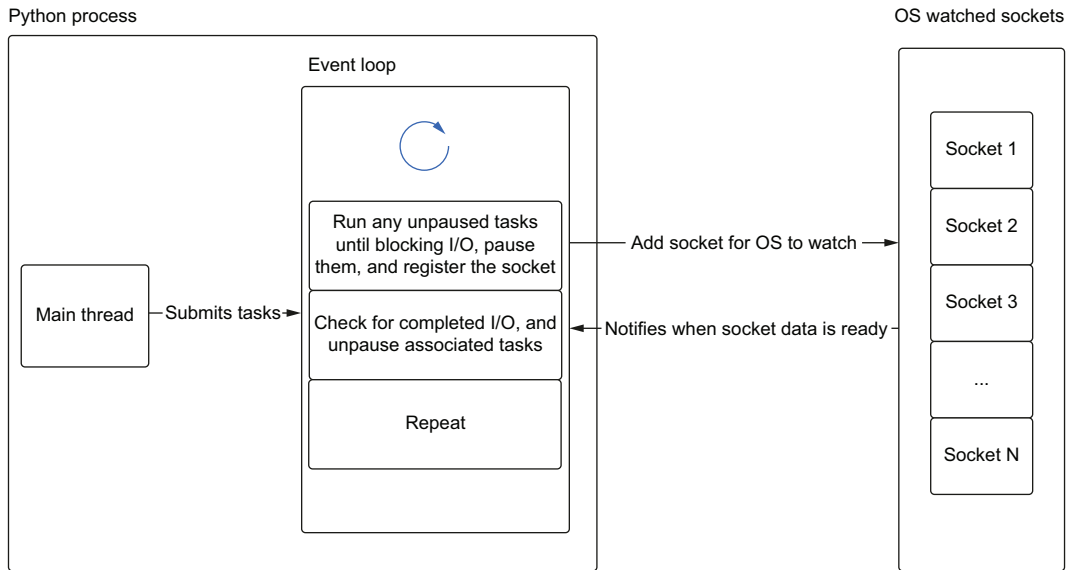 Python process
OS watched sockets
Event loop
Run any unpaused tasks
until blocking I/O, pause
them, and register the socket
Check for completed I/O, and
unpause associated tasks
Repeat
Main thread
Submits tasks
Add socket for OS to watch
Notifies when socket data is ready
Socket 1
Socket 2
Socket 3
...
Socket N